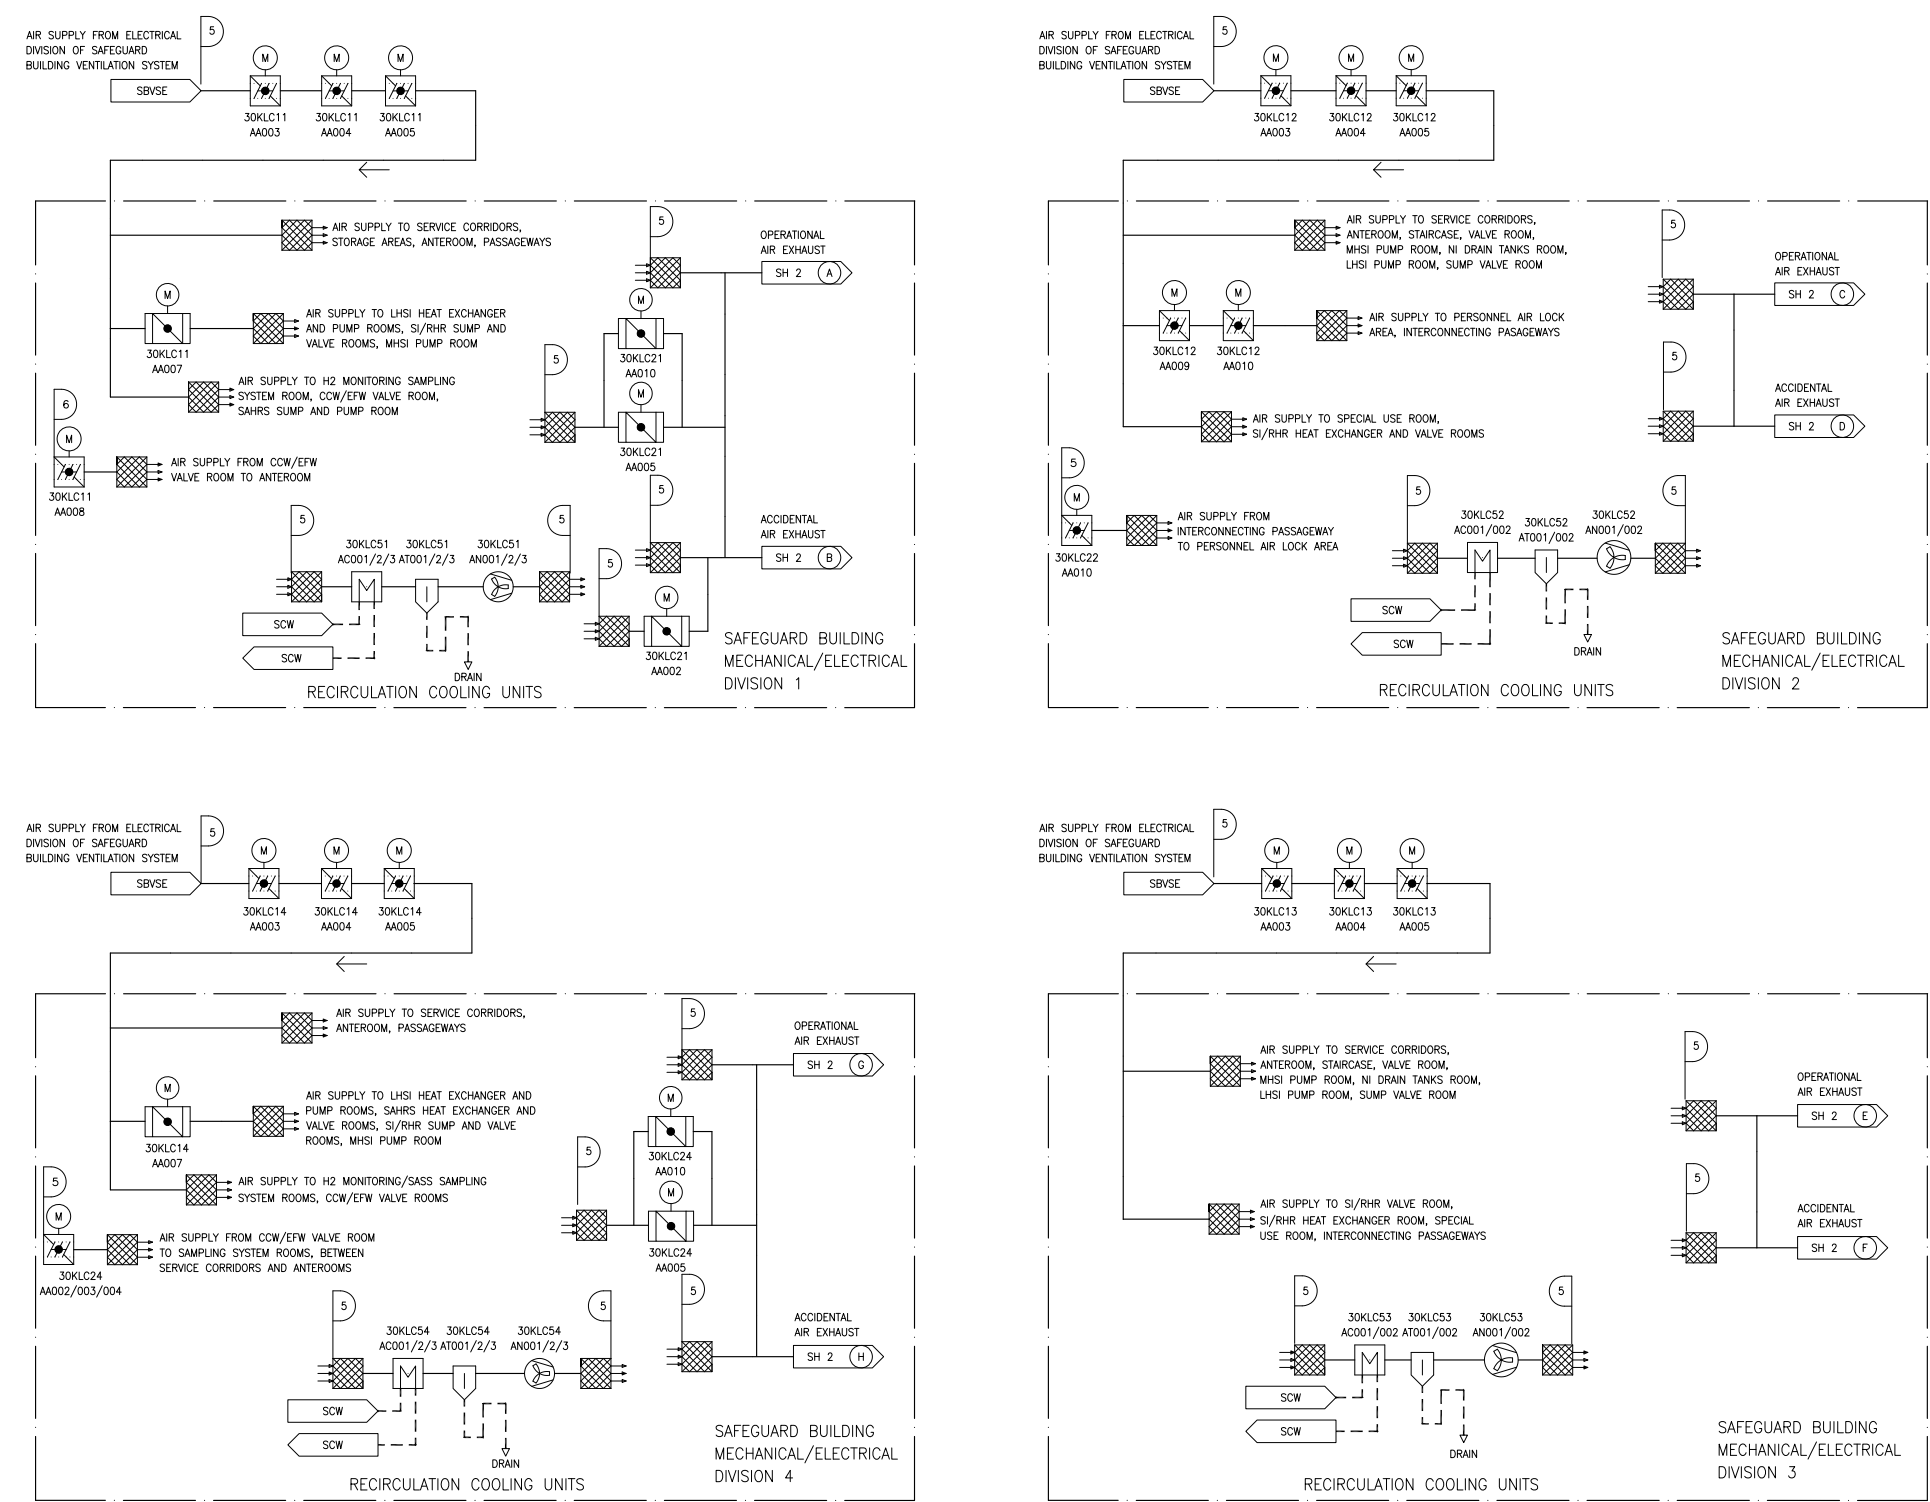 AIR SUPPLY FROM ELECTRICAL
DIVISION OF SAFEGUARD
BUILDING VENTILATION SYSTEM
5
SBVSE
M
M
M
30KLC11
AA003
30KLC11
AA004
30KLC11
AA005
AIR SUPPLY TO SERVICE CORRIDORS,
STORAGE AREAS, ANTEROOM, PASSAGEWAYS
5
OPERATIONAL
AIR EXHAUST
SH 2 A
M
30KLC11
AA007
AIR SUPPLY TO LHSI HEAT EXCHANGER
AND PUMP ROOMS, SI/RHR SUMP AND
VALVE ROOMS, MHSI PUMP ROOM
M
30KLC21
AA010
5
AIR SUPPLY TO H2 MONITORING SAMPLING
SYSTEM ROOM, CCW/EFW VALVE ROOM,
SAHRS SUMP AND PUMP ROOM
M
30KLC21
AA005
6
M
30KLC11
AA008
AIR SUPPLY FROM CCW/EFW
VALVE ROOM TO ANTEROOM
5
ACCIDENTAL
AIR EXHAUST
SH 2 B
5
30KLC51
AC001/2/3
30KLC51
AT001/2/3
30KLC51
AN001/2/3
5
5
M
M
30KLC21
AA002
SCW
SCW
DRAIN
RECIRCULATION COOLING UNITS
SAFEGUARD BUILDING
MECHANICAL/ELECTRICAL
DIVISION 1
AIR SUPPLY FROM ELECTRICAL
DIVISION OF SAFEGUARD
BUILDING VENTILATION SYSTEM
5
SBVSE
M
M
M
30KLC12
AA003
30KLC12
AA004
30KLC12
AA005
AIR SUPPLY TO SERVICE CORRIDORS,
ANTEROOM, STAIRCASE, VALVE ROOM,
MHSI PUMP ROOM, NI DRAIN TANKS ROOM,
LHSI PUMP ROOM, SUMP VALVE ROOM
5
OPERATIONAL
AIR EXHAUST
SH 2 C
M
M
30KLC12
AA009
30KLC12
AA010
AIR SUPPLY TO PERSONNEL AIR LOCK
AREA, INTERCONNECTING PASAGEWAYS
5
ACCIDENTAL
AIR EXHAUST
SH 2 D
AIR SUPPLY TO SPECIAL USE ROOM,
SI/RHR HEAT EXCHANGER AND VALVE ROOMS
5
M
30KLC22
AA010
AIR SUPPLY FROM
INTERCONNECTING PASSAGEWAY
TO PERSONNEL AIR LOCK AREA
5
30KLC52
AC001/002
30KLC52
AT001/002
30KLC52
AN001/002
5
M
SCW
SCW
DRAIN
RECIRCULATION COOLING UNITS
SAFEGUARD BUILDING
MECHANICAL/ELECTRICAL
DIVISION 2
AIR SUPPLY FROM ELECTRICAL
DIVISION OF SAFEGUARD
BUILDING VENTILATION SYSTEM
5
SBVSE
M
M
M
30KLC14
AA003
30KLC14
AA004
30KLC14
AA005
AIR SUPPLY TO SERVICE CORRIDORS,
ANTEROOM, PASSAGEWAYS
5
OPERATIONAL
AIR EXHAUST
SH 2 G
M
30KLC14
AA007
AIR SUPPLY TO LHSI HEAT EXCHANGER AND
PUMP ROOMS, SAHRS HEAT EXCHANGER AND
VALVE ROOMS, SI/RHR SUMP AND VALVE
ROOMS, MHSI PUMP ROOM
M
30KLC24
AA010
5
AIR SUPPLY TO H2 MONITORING/SASS SAMPLING
SYSTEM ROOMS, CCW/EFW VALVE ROOMS
M
30KLC24
AA005
5
M
30KLC24
AA002/003/004
AIR SUPPLY FROM CCW/EFW VALVE ROOM
TO SAMPLING SYSTEM ROOMS, BETWEEN
SERVICE CORRIDORS AND ANTEROOMS
5
ACCIDENTAL
AIR EXHAUST
SH 2 H
5
30KLC54
AC001/2/3
30KLC54
AT001/2/3
30KLC54
AN001/2/3
5
M
SCW
SCW
DRAIN
RECIRCULATION COOLING UNITS
SAFEGUARD BUILDING
MECHANICAL/ELECTRICAL
DIVISION 4
AIR SUPPLY FROM ELECTRICAL
DIVISION OF SAFEGUARD
BUILDING VENTILATION SYSTEM
5
SBVSE
M
M
M
30KLC13
AA003
30KLC13
AA004
30KLC13
AA005
AIR SUPPLY TO SERVICE CORRIDORS,
ANTEROOM, STAIRCASE, VALVE ROOM,
MHSI PUMP ROOM, NI DRAIN TANKS ROOM,
LHSI PUMP ROOM, SUMP VALVE ROOM
5
OPERATIONAL
AIR EXHAUST
SH 2 E
AIR SUPPLY TO SI/RHR VALVE ROOM,
SI/RHR HEAT EXCHANGER ROOM, SPECIAL
USE ROOM, INTERCONNECTING PASSAGEWAYS
5
ACCIDENTAL
AIR EXHAUST
SH 2 F
5
30KLC53
AC001/002
30KLC53
AT001/002
30KLC53
AN001/002
5
M
SCW
SCW
DRAIN
RECIRCULATION COOLING UNITS
SAFEGUARD BUILDING
MECHANICAL/ELECTRICAL
DIVISION 3